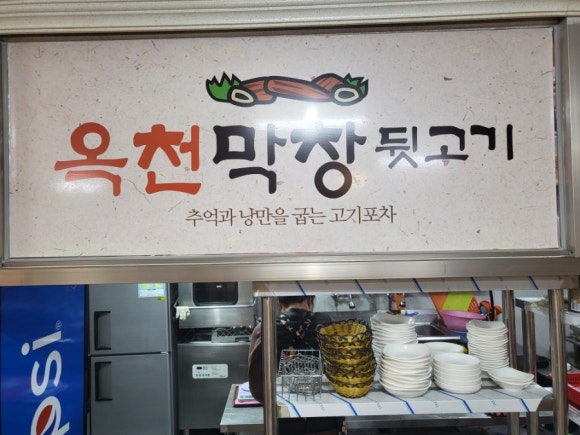 옥천막창 뒷고기
추억과 낭만을 굽는 고기포차
pepsi